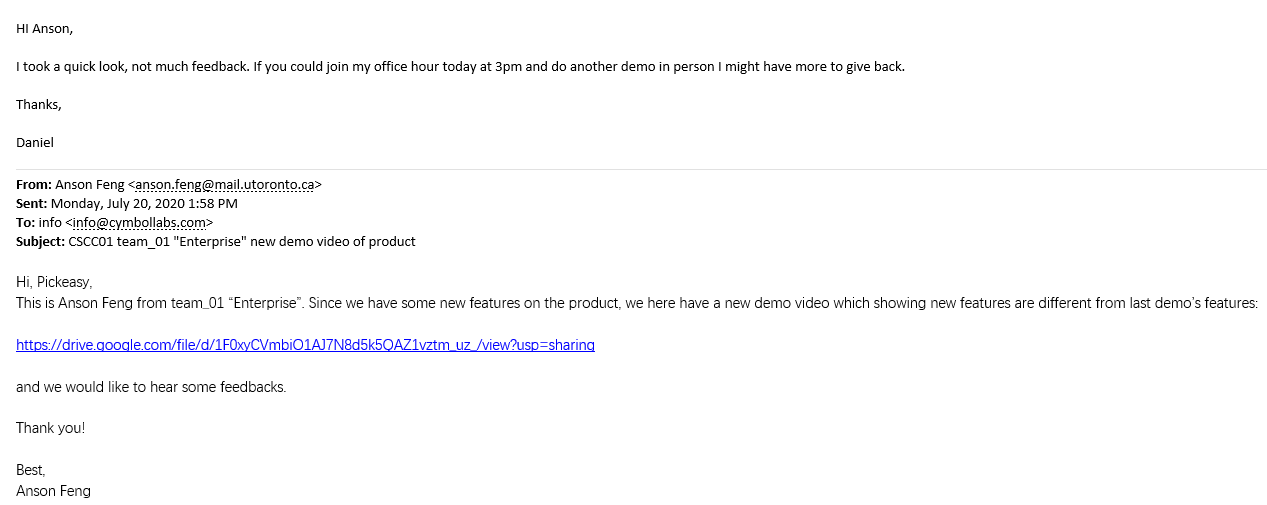 HI Anson,
I took a quick look, not much feedback. If you could join my office hour today at 3pm and do another demo in person I might have more to give back.
Thanks,
Daniel
From: Anson Feng <anson.feng@mail.utoronto.ca>
Sent: Monday, July 20, 2020 1:58 PM
To: info <info@cymbollabs.com>
Subject: CSCC01 team_01 "Enterprise" new demo video of product
Hi, Pickeasy,
This is Anson Feng from team_01 “Enterprise”. Since we have some new features on the product, we here have a new demo video which showing new features are different from last demo's features:
https://drive.google.com/file/d/1F0xyCVmbiO1AJ7N8d5k5QAZ1vztm_uz_/view?usp=sharing
and we would like to hear some feedbacks.
Thank you!
Best,
Anson Feng